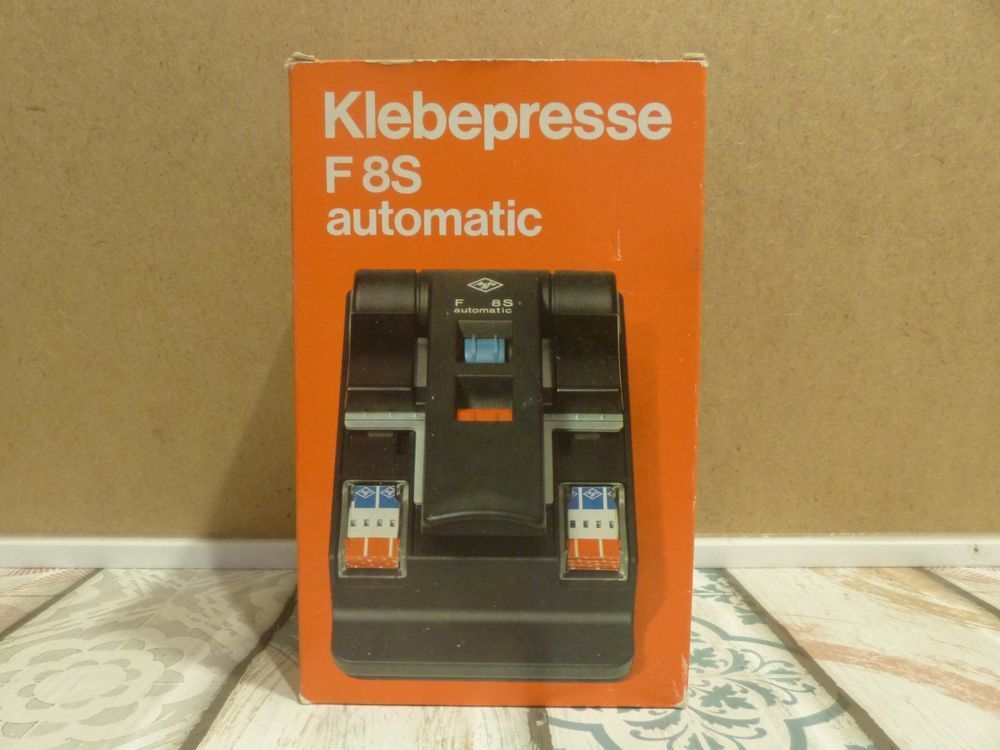 Klebepresse
F 8S
automatic
F 8S
automatic